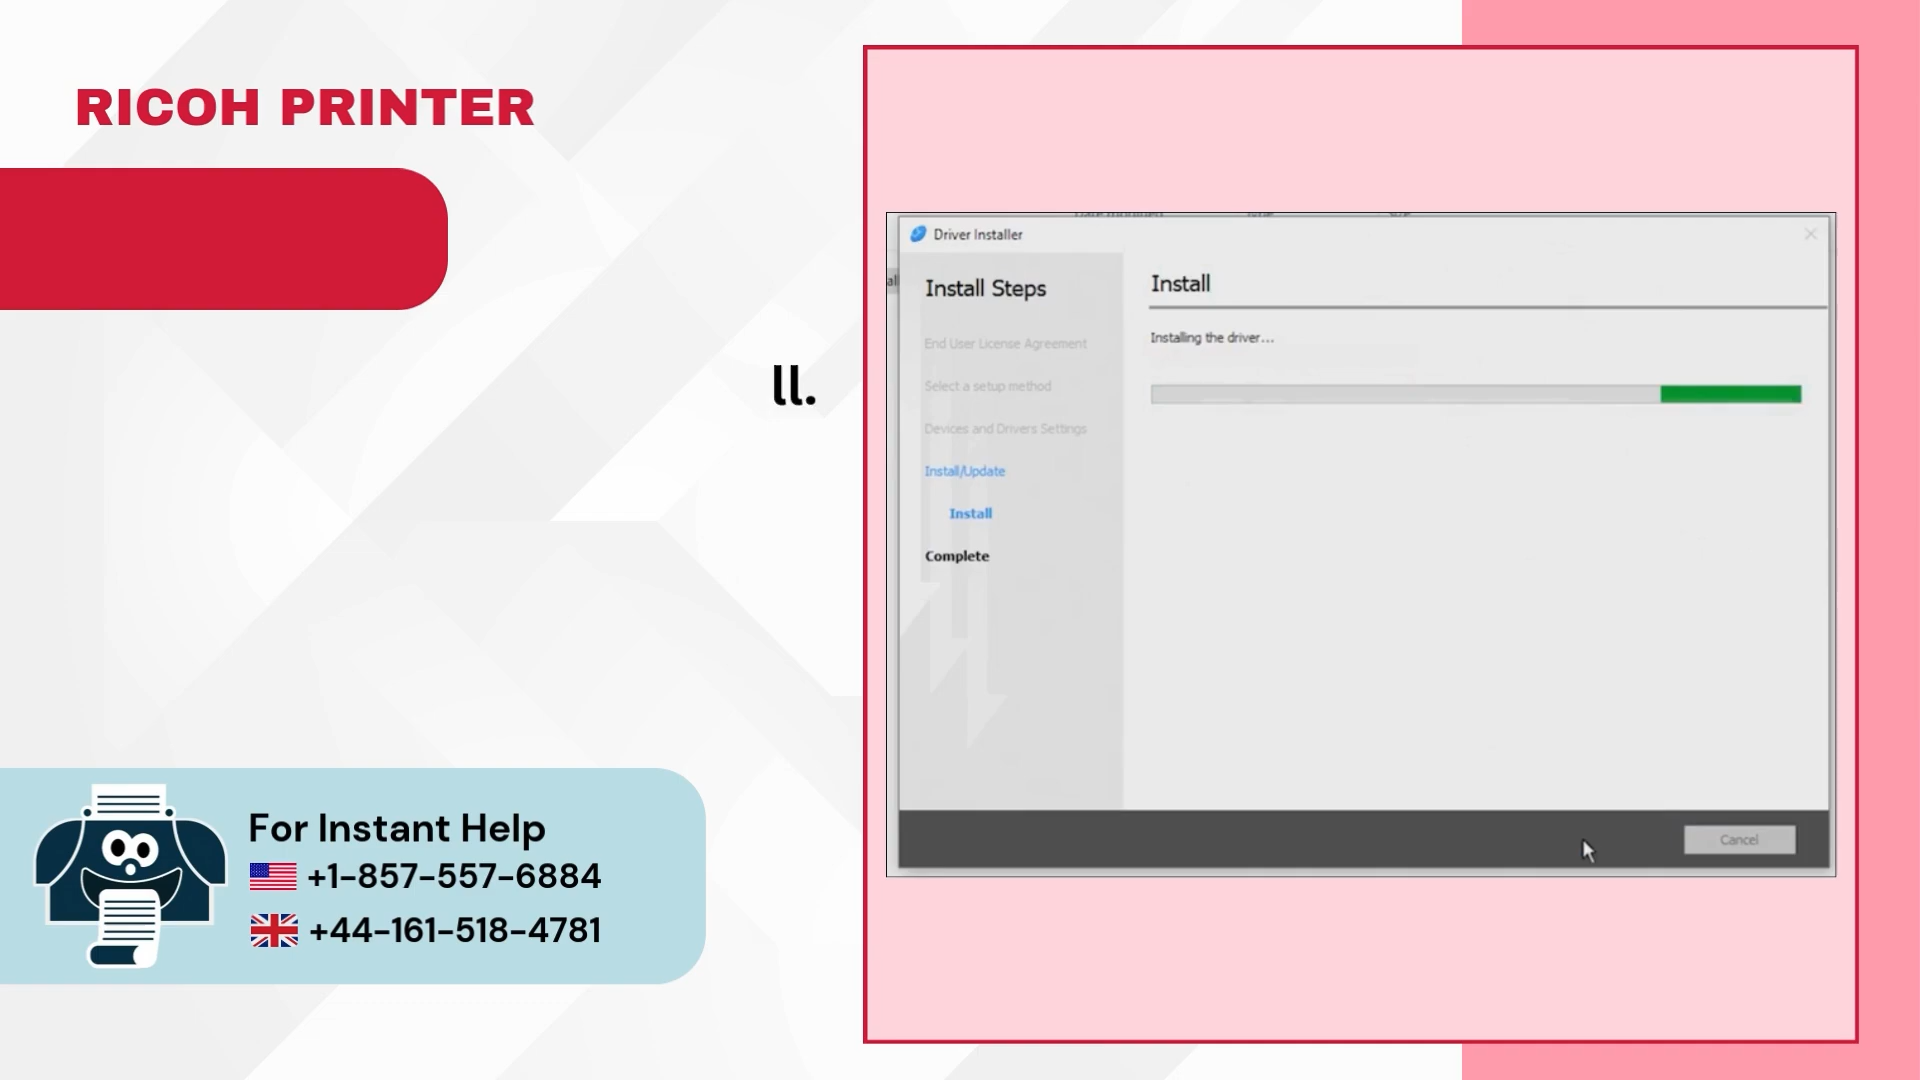 RICOH PRINTER
ll.
Driver Installer
Install Steps
End User License Agreement
Select a setup method
Devices and Drivers Settings
Install/Update
Install
Complete
Install
Installing the driver...
Cancel
For Instant Help
+1-857-557-6884
+44-161-518-4781